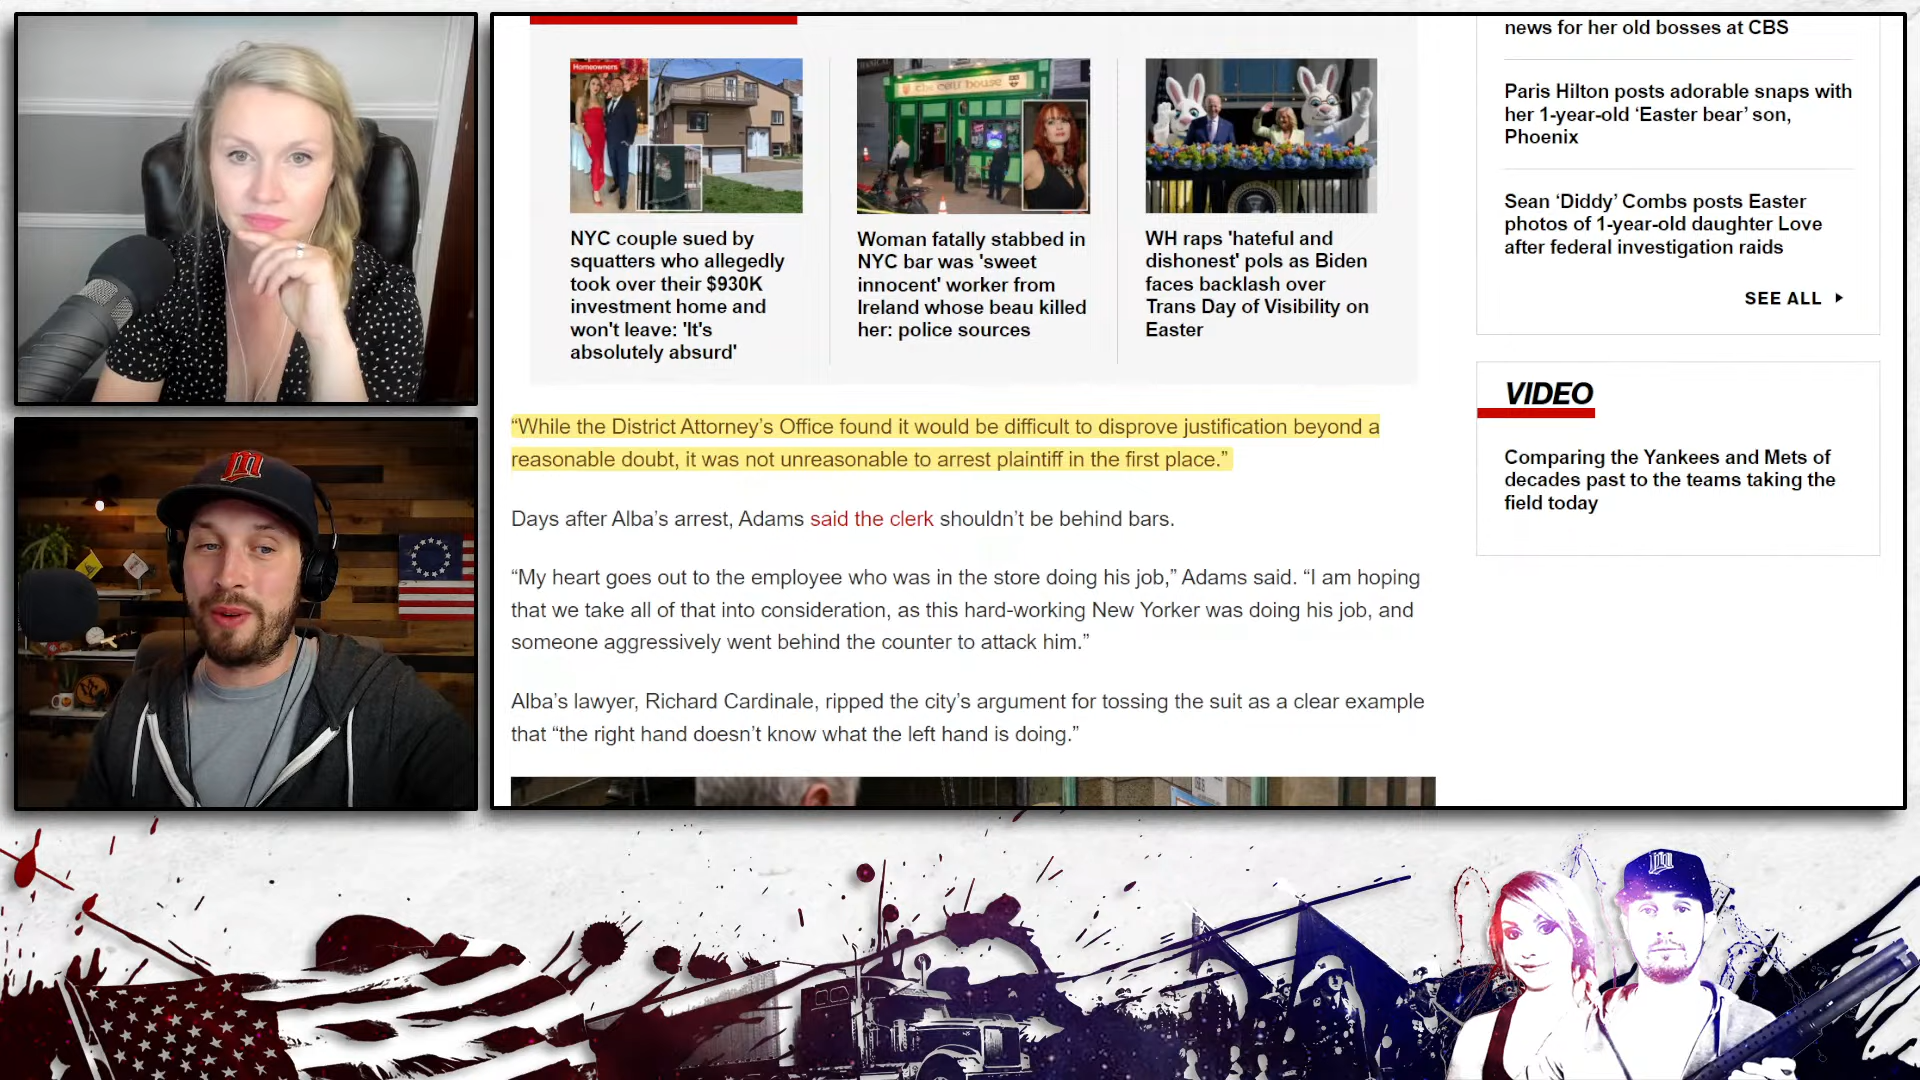 Homeowners
the cliff house
NYC couple sued by
squatters who allegedly
took over their $930K
investment home and
won't leave: 'It's
absolutely absurd'
Woman fatally stabbed in
NYC bar was 'sweet
innocent' worker from
Ireland whose beau killed
her: police sources
WH raps 'hateful and
dishonest' pols as Biden
faces backlash over
Trans Day of Visibility on
Easter
“While the District Attorney’s Office found it would be difficult to disprove justification beyond a
reasonable doubt, it was not unreasonable to arrest plaintiff in the first place.”
Days after Alba’s arrest, Adams said the clerk shouldn’t be behind bars.
“My heart goes out to the employee who was in the store doing his job,” Adams said. “I am hoping
that we take all of that into consideration, as this hard-working New Yorker was doing his job, and
someone aggressively went behind the counter to attack him.”
Alba’s lawyer, Richard Cardinale, ripped the city’s argument for tossing the suit as a clear example
that “the right hand doesn’t know what the left hand is doing.”
news for her old bosses at CBS
Paris Hilton posts adorable snaps with
her 1-year-old ‘Easter bear’ son,
Phoenix
Sean ‘Diddy’ Combs posts Easter
photos of 1-year-old daughter Love
after federal investigation raids
SEE ALL
VIDEO
Comparing the Yankees and Mets of
decades past to the teams taking the
field today